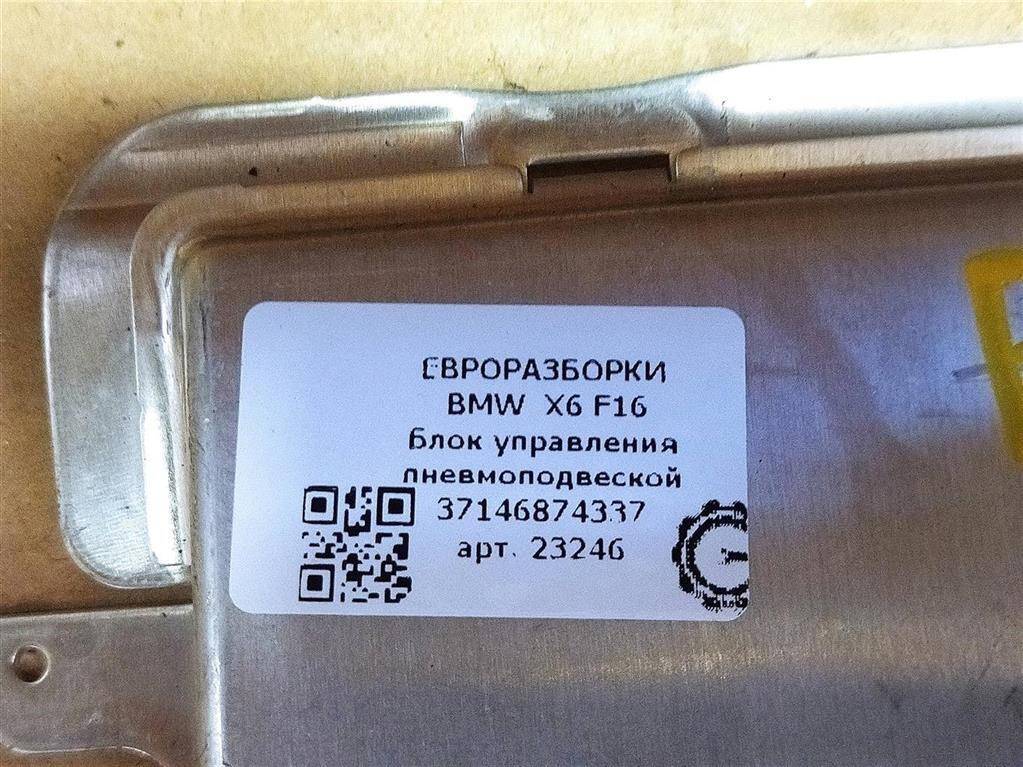 ЕВРОРАЗБОРКИ
BMW X6 F16
Блок управления
пневмоподвеской
37146874337
арт. 23246